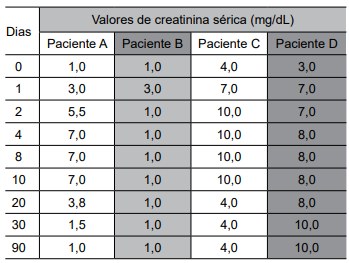 Dias Valores de creatinina sérica (mg/dL)
Paciente A Paciente B Paciente C Paciente D
0 1,0 1,0 4,0 3,0
1 3,0 3,0 7,0 7,0
2 5,5 1,0 10,0 7,0
4 7,0 1,0 10,0 8,0
8 7,0 1,0 10,0 8,0
10 7,0 1,0 10,0 8,0
20 3,8 1,0 4,0 8,0
30 1,5 1,0 4,0 10,0
90 1,0 1,0 4,0 10,0